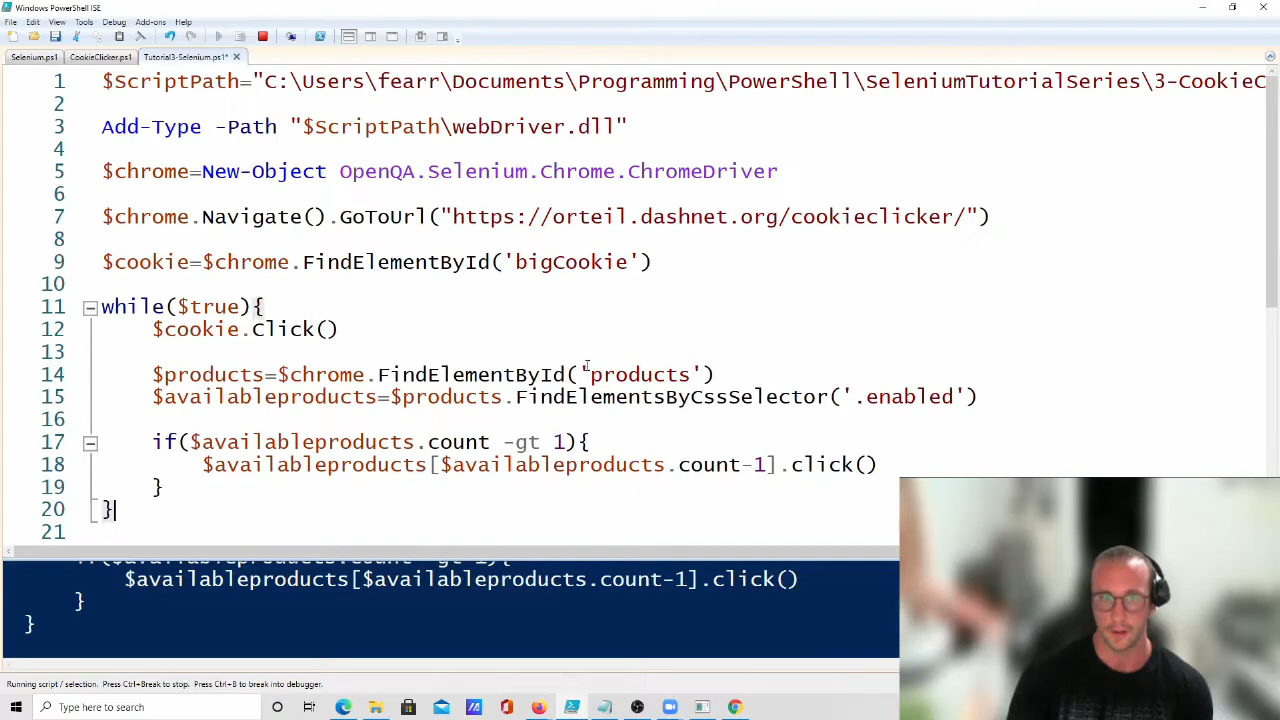 Windows PowerShell ISE
File Edit View Tools Debug Add-ons Help
Selenium.ps1 CookieClicker.ps1 Tutorial3-Selenium.ps1*
1 $ScriptPath="C:\Users\fearr\Documents\Programming\PowerShell\SeleniumTutorialSeries\3-CookieC
2
3 Add-Type -Path "$ScriptPath\webDriver.dll"
4
5 $chrome=New-Object OpenQA.Selenium.Chrome.ChromeDriver
6
7 $chrome.Navigate().GoToUrl("https://orteil.dashnet.org/cookieclicker/")
8
9 $cookie=$chrome.FindElementById('bigCookie')
10
11 while($true){
12 $cookie.Click()
13
14 $products=$chrome.FindElementById('products')
15 $availableproducts=$products.FindElementsByCssSelector('.enabled')
16
17 if($availableproducts.count -gt 1){
18 $availableproducts[$availableproducts.count-1].click()
19 }
20 }
21
if($availableproducts.count -gt 1){
$availableproducts[$availableproducts.count-1].click()
}
}
Running script / selection. Press Ctrl+Break to stop. Press Ctrl+B to break into debugger.
Type here to search